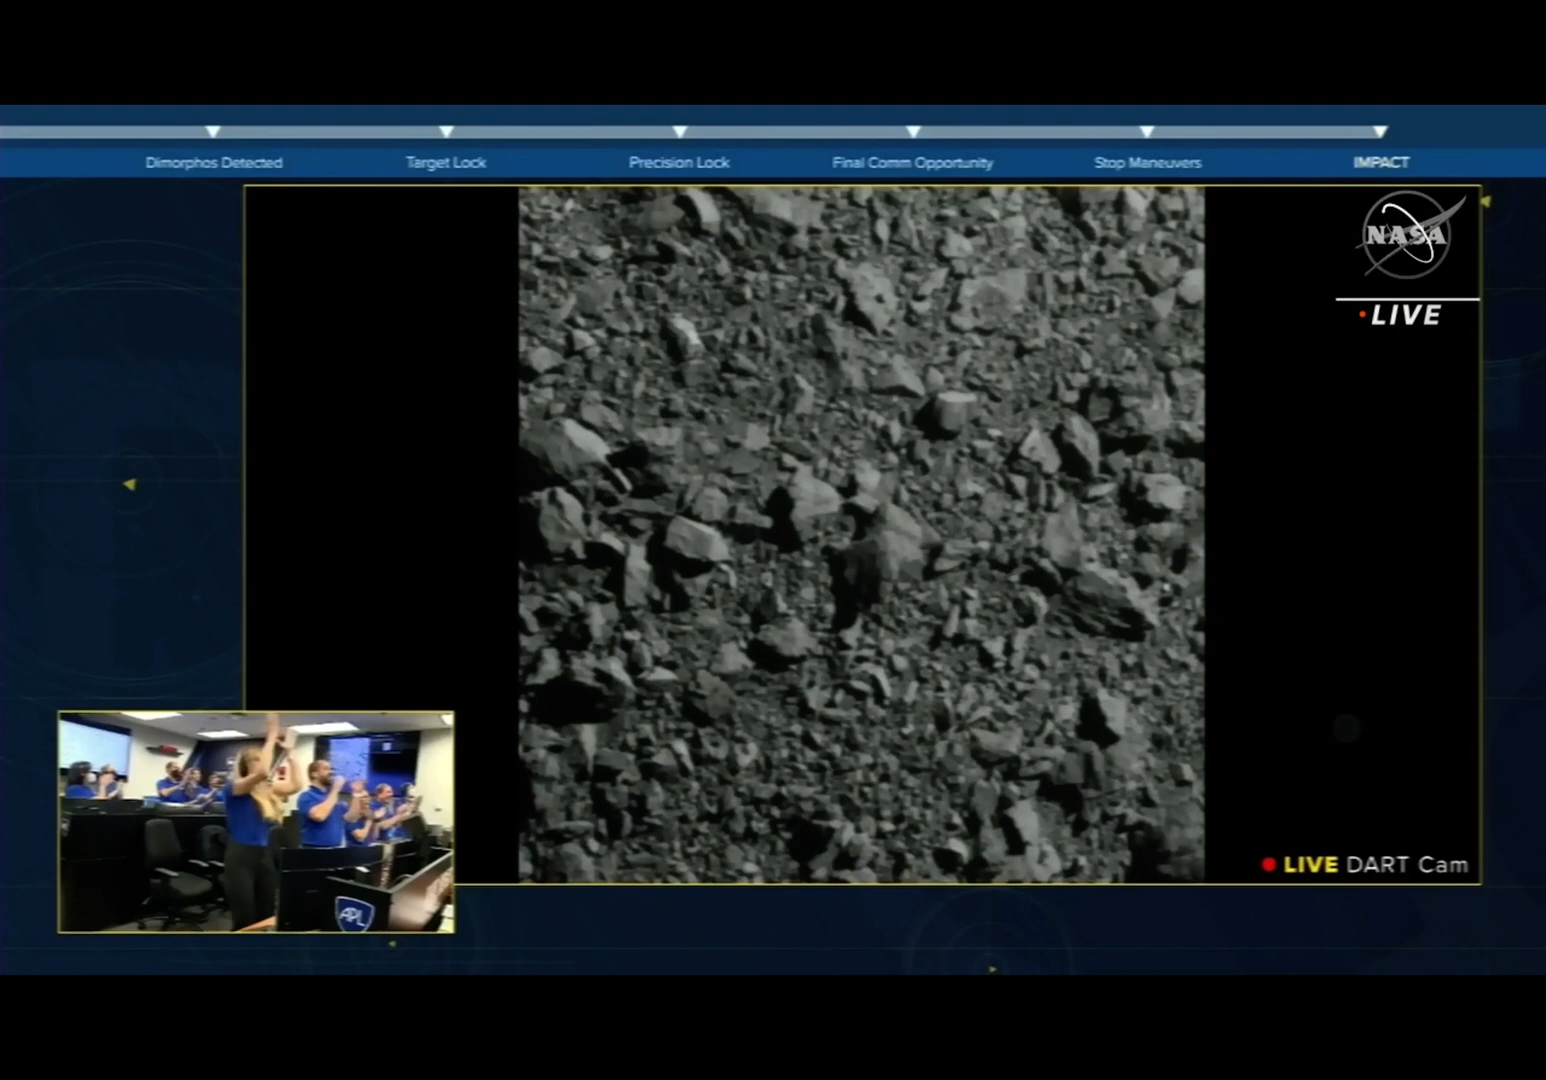 Dimorphos Detected
Target Lock
Precision Lock
Final Comm Opportunity
Stop Maneuvers
IMPACT
NASA
LIVE
LIVE DART Cam
APL